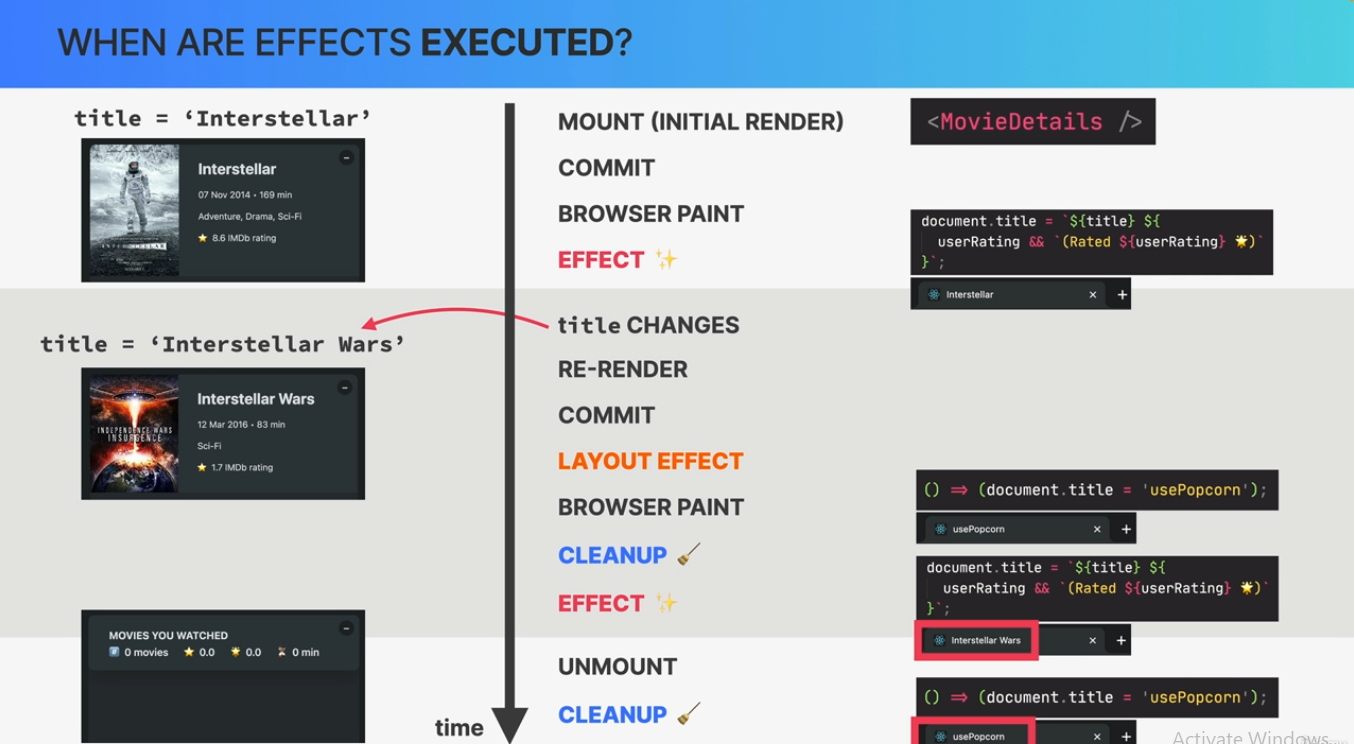 WHEN ARE EFFECTS EXECUTED?
title = ‘Interstellar’
Interstellar
07 Nov 2014 • 169 min
Adventure, Drama, Sci-Fi
⭐ 8.6 IMDb rating
INTERSTELLAR
MOUNT (INITIAL RENDER)
COMMIT
BROWSER PAINT
EFFECT ✨
<MovieDetails />
document.title = `${title} ${
userRating && `(Rated ${userRating} 🌟)`
}`;
Interstellar × +
title = ‘Interstellar Wars’
Interstellar Wars
12 Mar 2016 • 83 min
Sci-Fi
⭐ 1.7 IMDb rating
INDEPENDENCE WARS
INSURGENCE
title CHANGES
RE-RENDER
COMMIT
LAYOUT EFFECT
BROWSER PAINT
CLEANUP 🧹
EFFECT ✨
() => (document.title = 'usePopcorn');
usePopcorn × +
document.title = `${title} ${
userRating && `(Rated ${userRating} 🌟)`
}`;
Interstellar Wars × +
MOVIES YOU WATCHED
#️⃣ 0 movies ⭐ 0.0 🌟 0.0 ⏳ 0 min
UNMOUNT
CLEANUP 🧹
time
() => (document.title = 'usePopcorn');
usePopcorn × +
Activate Windows